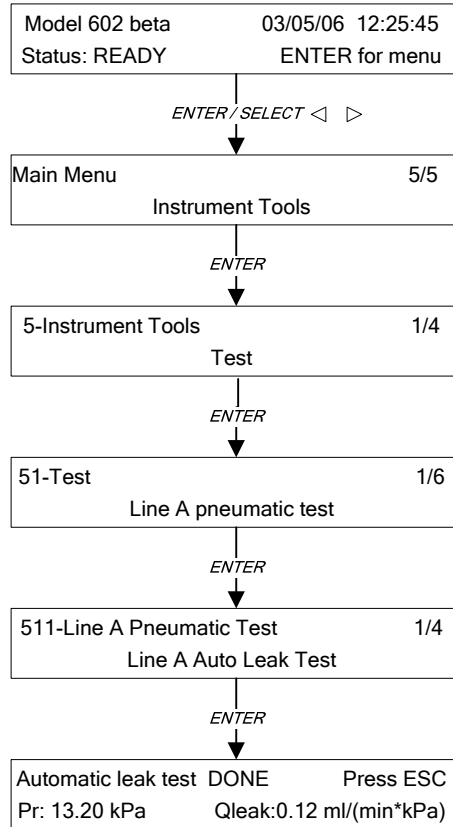 Model 602 beta 03/05/06 12:25:45
Status: READY ENTER for menu
ENTER/SELECT ◁ ▷
Main Menu 5/5
Instrument Tools
ENTER
5-Instrument Tools 1/4
Test
ENTER
51-Test 1/6
Line A pneumatic test
ENTER
511-Line A Pneumatic Test 1/4
Line A Auto Leak Test
ENTER
Automatic leak test DONE Press ESC
Pr: 13.20 kPa Qleak:0.12 ml/(min*kPa)